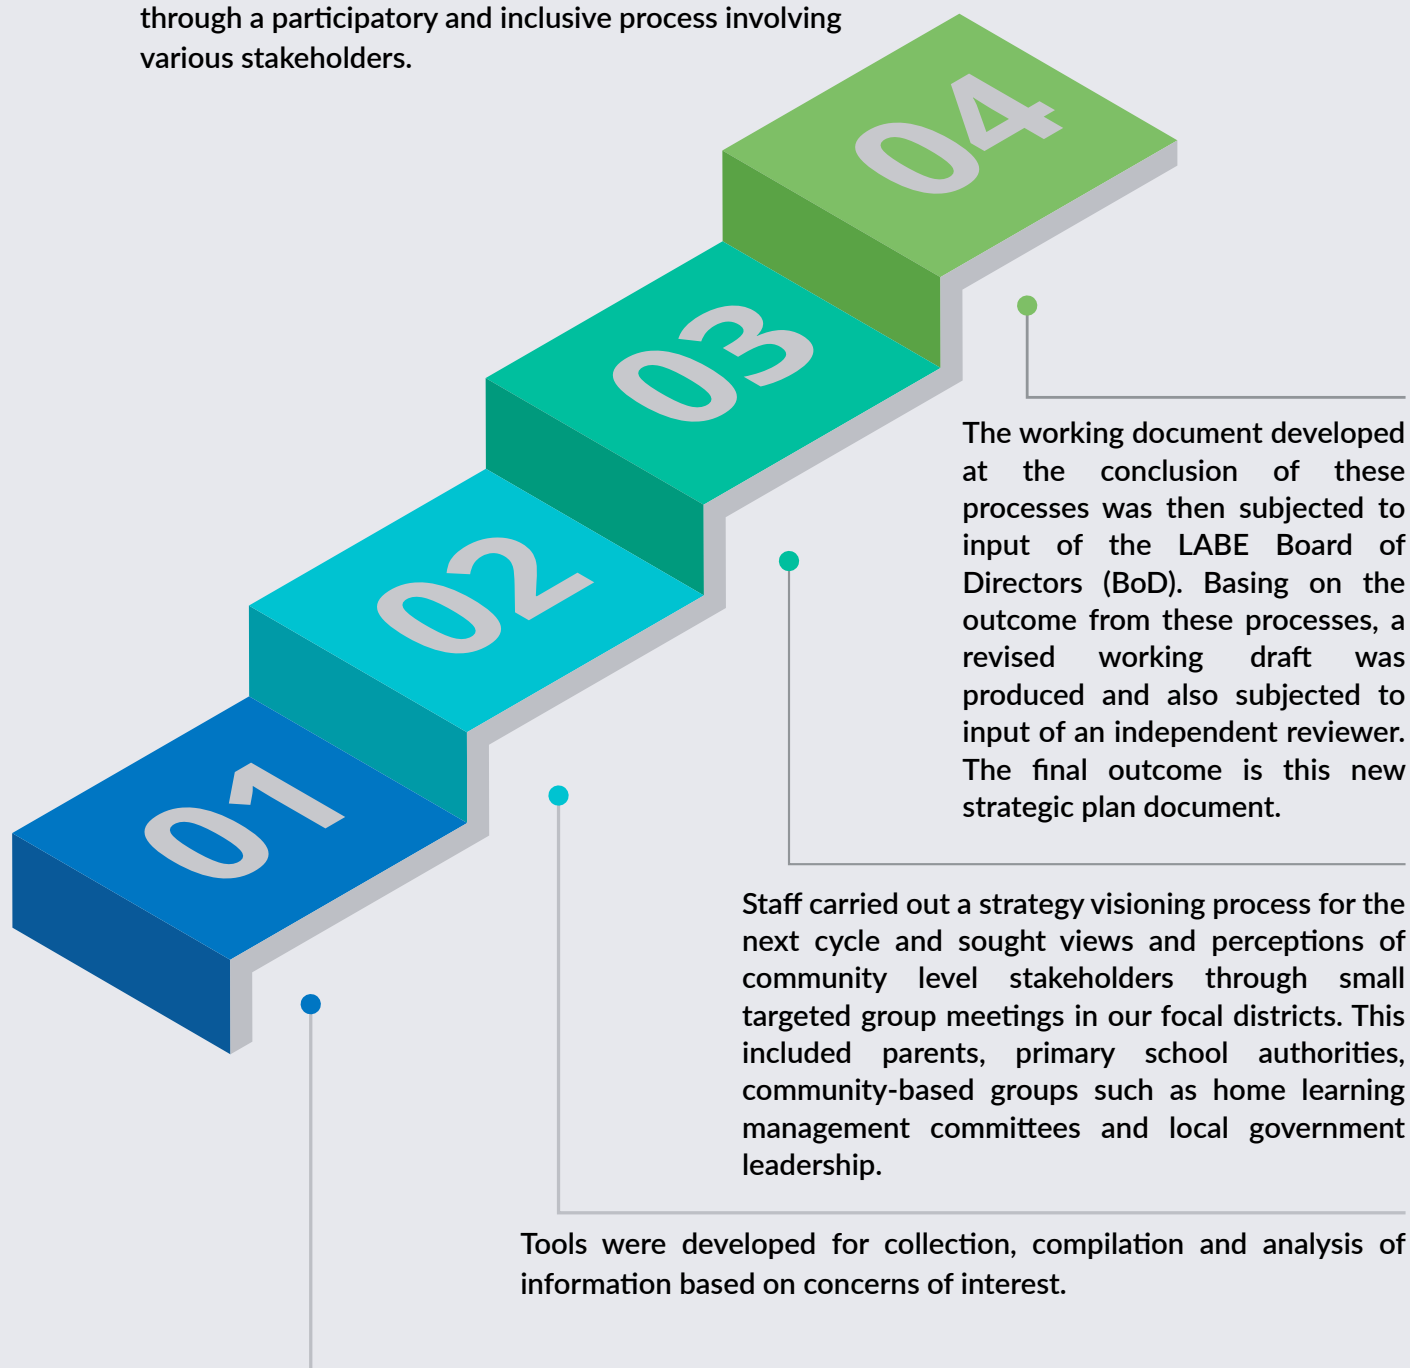 through a participatory and inclusive process involving
various stakeholders.
04
03
02
01
The working document developed
at the conclusion of these
processes was then subjected to
input of the LABE Board of
Directors (BoD). Basing on the
outcome from these processes, a
revised working draft was
produced and also subjected to
input of an independent reviewer.
The final outcome is this new
strategic plan document.
Staff carried out a strategy visioning process for the
next cycle and sought views and perceptions of
community level stakeholders through small
targeted group meetings in our focal districts. This
included parents, primary school authorities,
community-based groups such as home learning
management committees and local government
leadership.
Tools were developed for collection, compilation and analysis of
information based on concerns of interest.